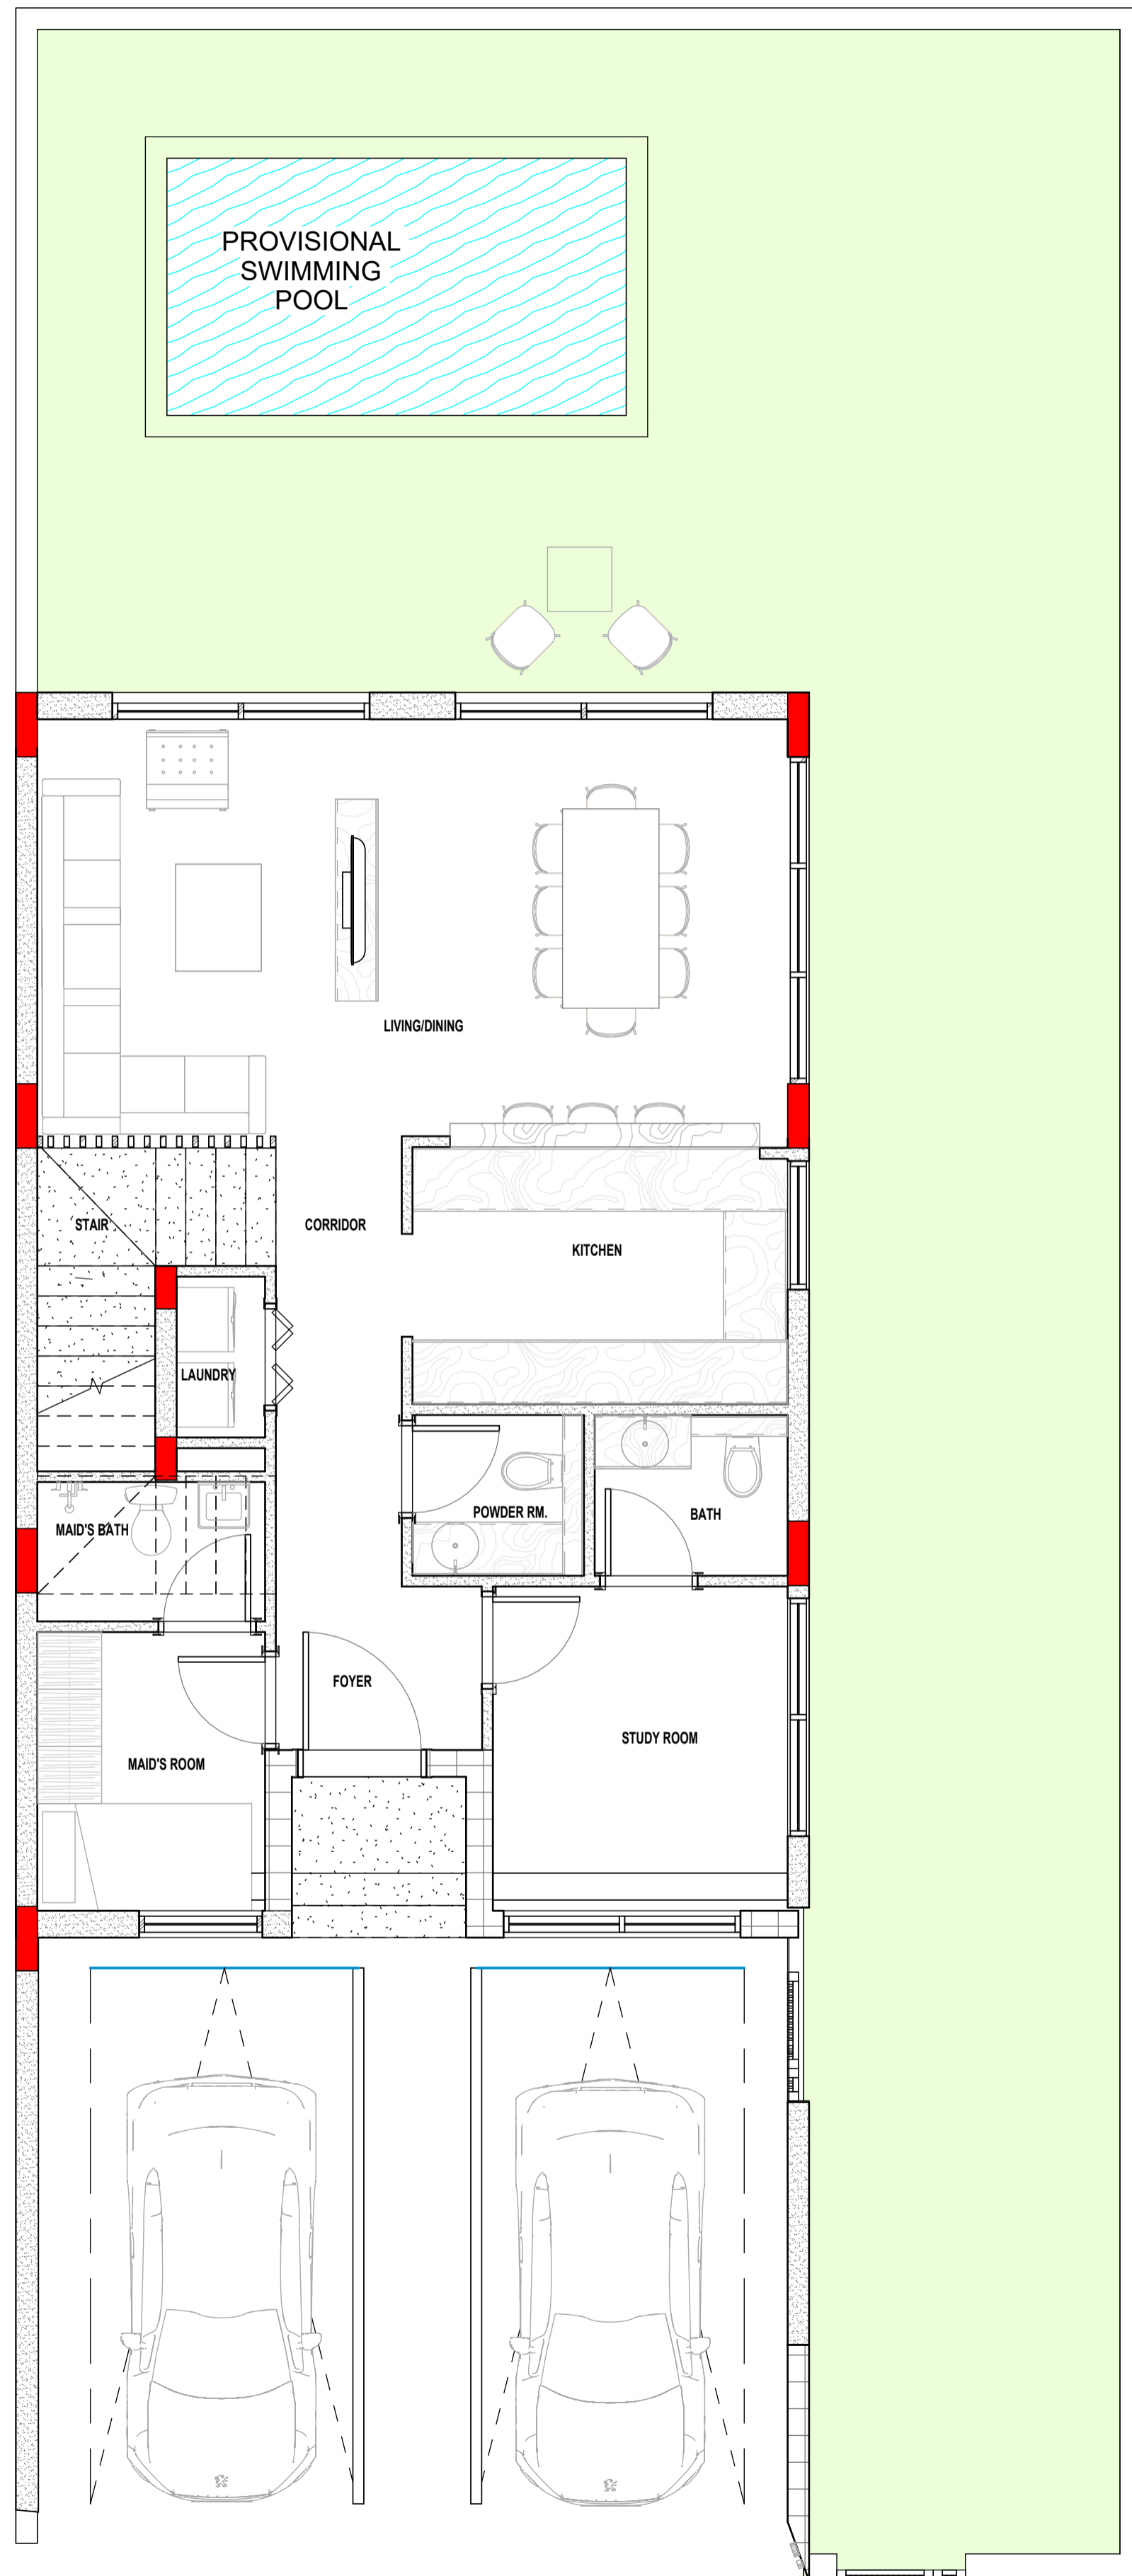 PROVISIONAL
SWIMMING
POOL
LIVING/DINING
STAIR
CORRIDOR
KITCHEN
LAUNDRY
POWDER RM.
BATH
MAID'S BATH
FOYER
STUDY ROOM
MAID'S ROOM